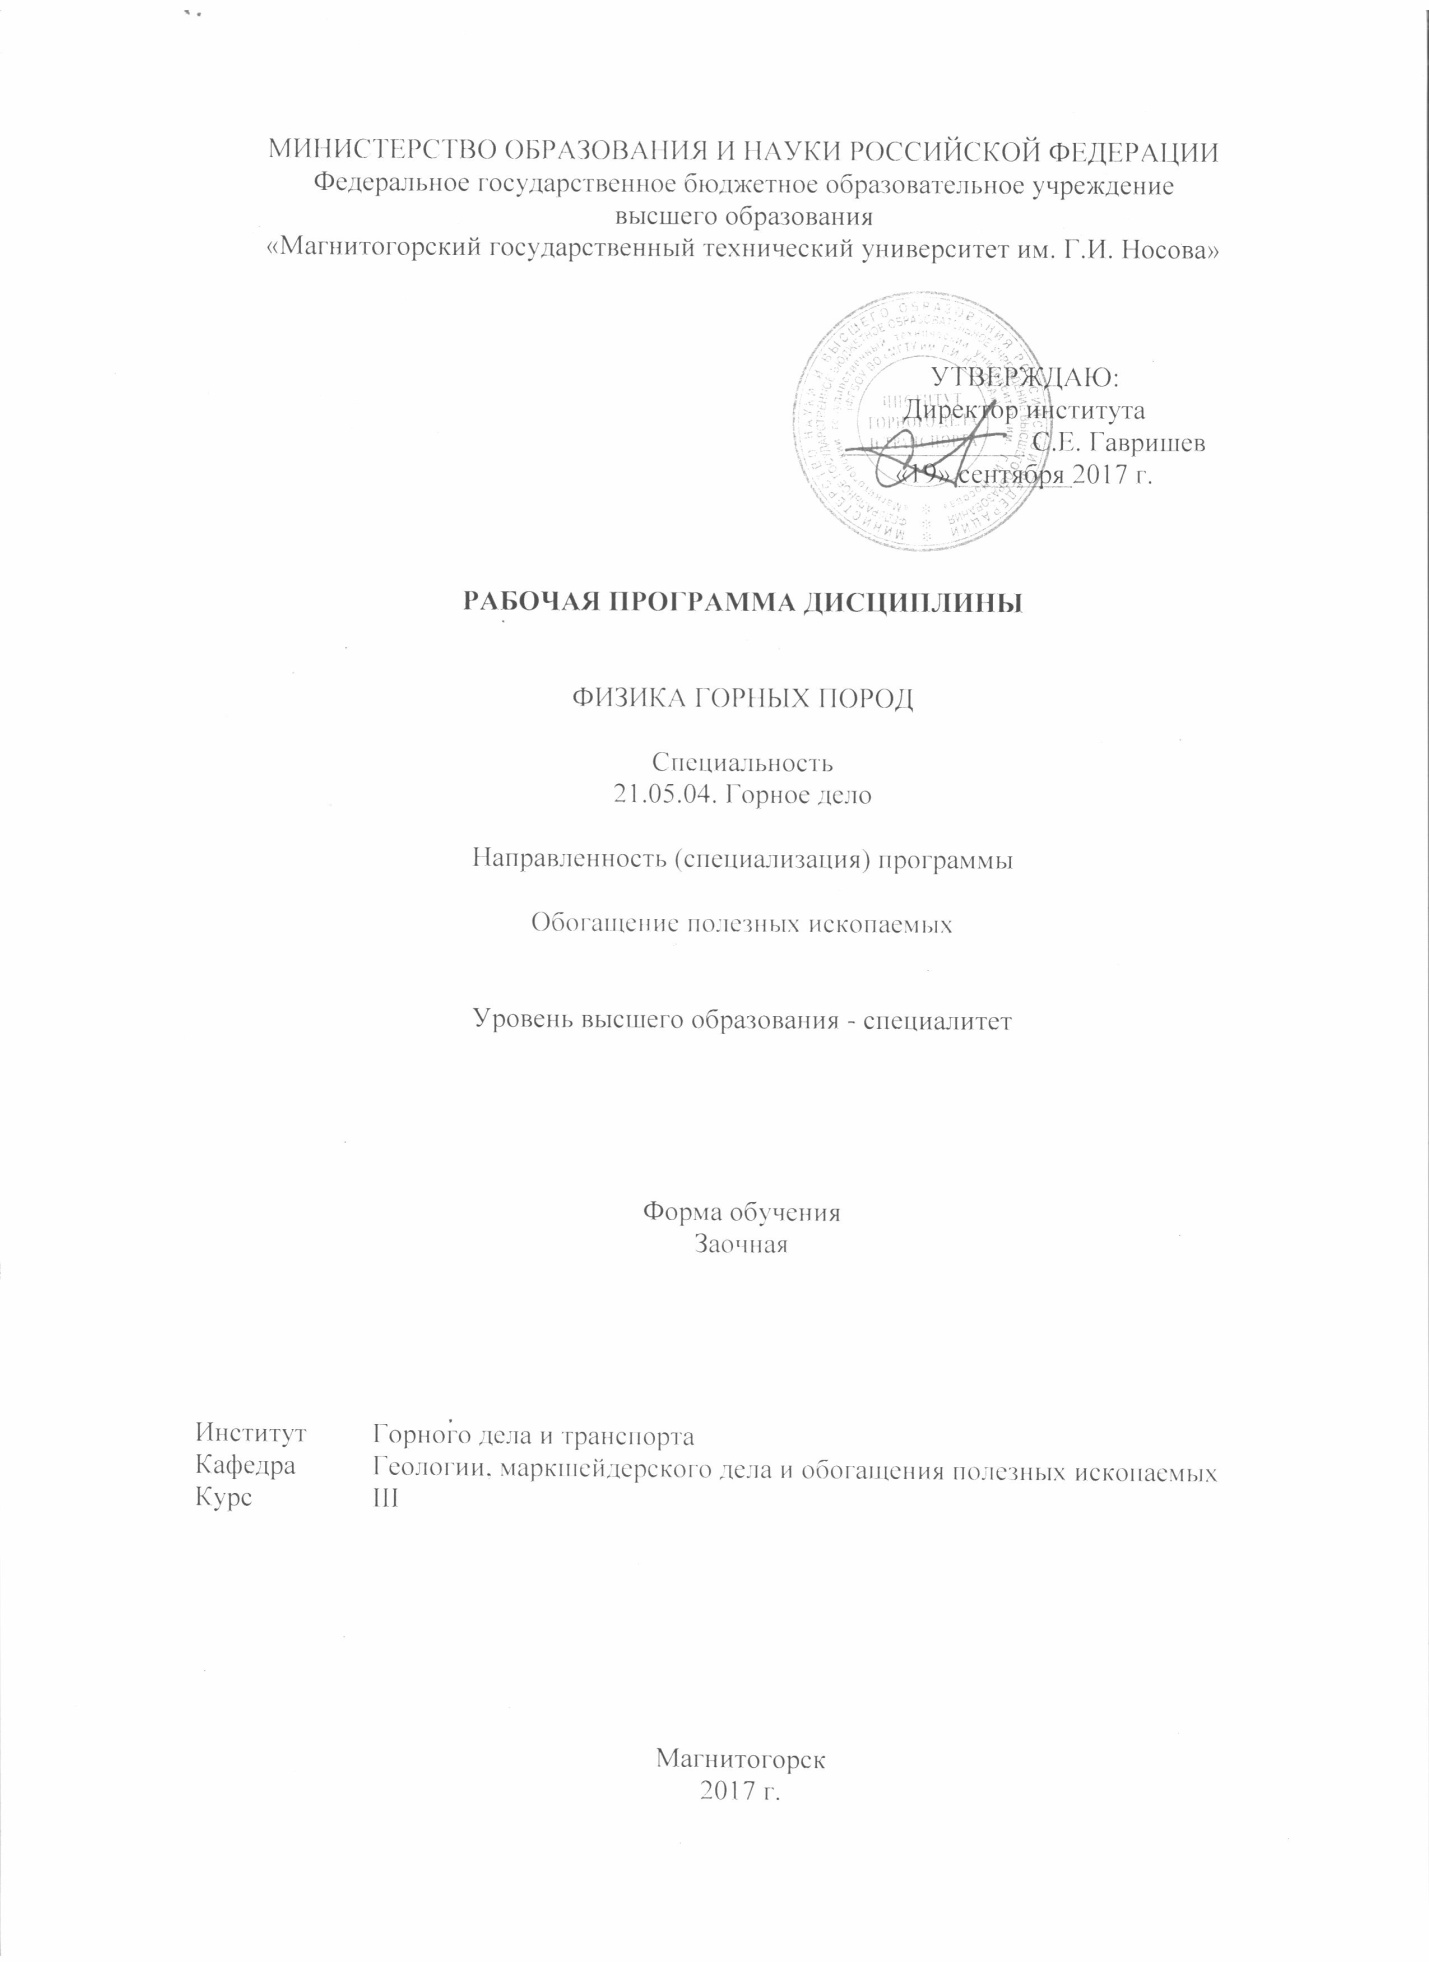 МИНИСТЕРСТВО ОБРАЗОВАНИЯ И НАУКИ РОССИЙСКОЙ ФЕДЕРАЦИИ
Федеральное государственное бюджетное образовательное учреждение
высшего образования
«Магнитогорский государственный технический университет им. Г.И. Носова»
УТВЕРЖДАЮ:
Директор института
С.Е. Гавришев
«19» сентября 2017 г.
РАБОЧАЯ ПРОГРАММА ДИСЦИПЛИНЫ
ФИЗИКА ГОРНЫХ ПОРОД
Специальность
21.05.04. Горное дело
Направленность (специализация) программы
Обогащение полезных ископаемых
Уровень высшего образования - специалитет
Форма обучения
Заочная
Институт Горного дела и транспорта
Кафедра Геологии, маркшейдерского дела и обогащения полезных ископаемых
Курс III
Магнитогорск
2017 г.